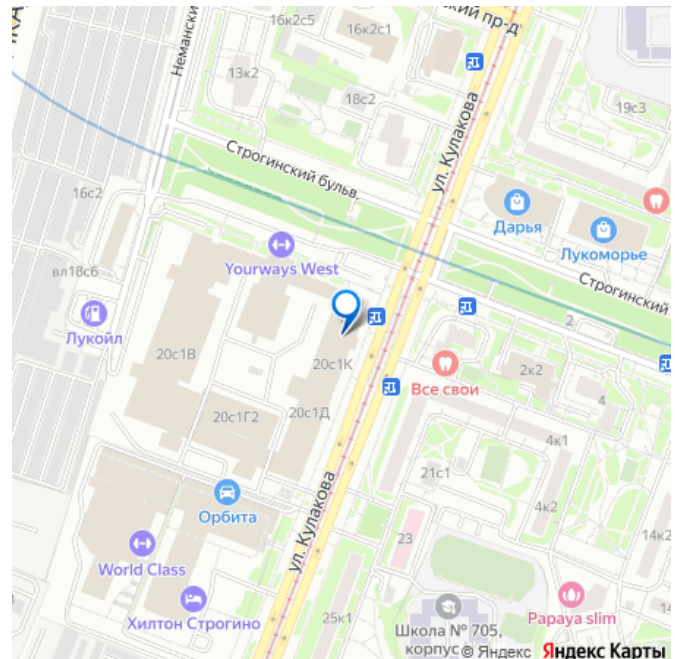 16к2с5
16к2с1
ский пр-д
Неманский
13к2
18с2
19с3
ул. Кулакова
Строгинский бульв.
16с2
Дарья
Лукоморье
Yourways West
вл18с6
Строгинский
Лукойл
20с1В
20с1К
2
2к2
Все свои
4
20с1Г2
20с1Д
4к1
21с1
Орбита
ул. Кулакова
4к2
14к2
23
World Class
Хилтон Строгино
25к1
Школа № 705,
корпус
Papaya slim
© Яндекс Яндекс Карты